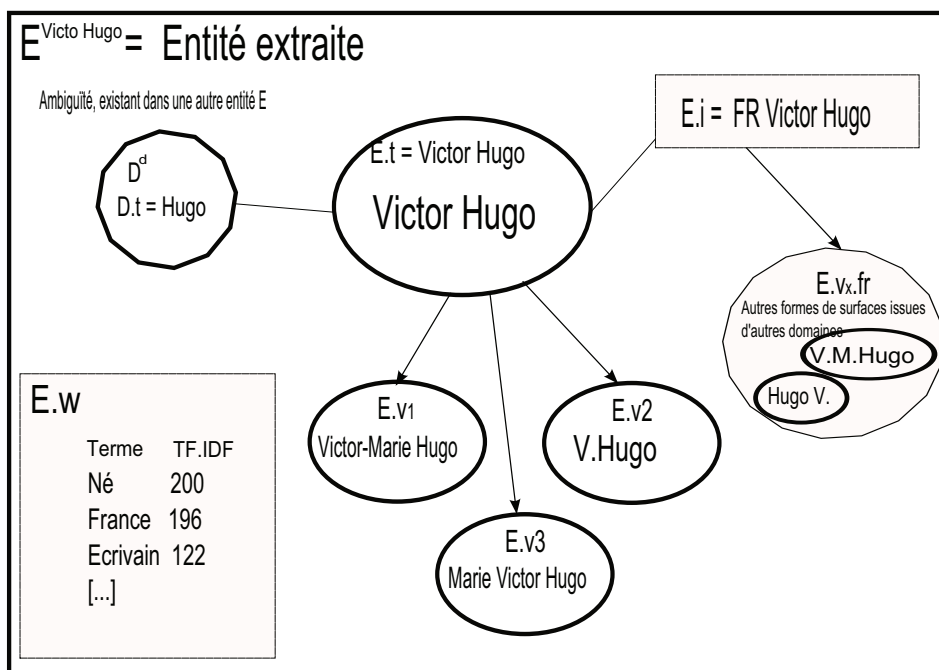 E^Victo Hugo = Entité extraite
Ambiguïté, existant dans une autre entité E
D^d
D.t = Hugo
E.t = Victor Hugo
Victor Hugo
E.i = FR Victor Hugo
E.vx.fr
Autres formes de surfaces issues
d'autres domaines
V.M.Hugo
Hugo V.
E.v1
Victor-Marie Hugo
E.v2
V.Hugo
E.v3
Marie Victor Hugo
E.w
Terme TF.IDF
Né 200
France 196
Ecrivain 122
[...]